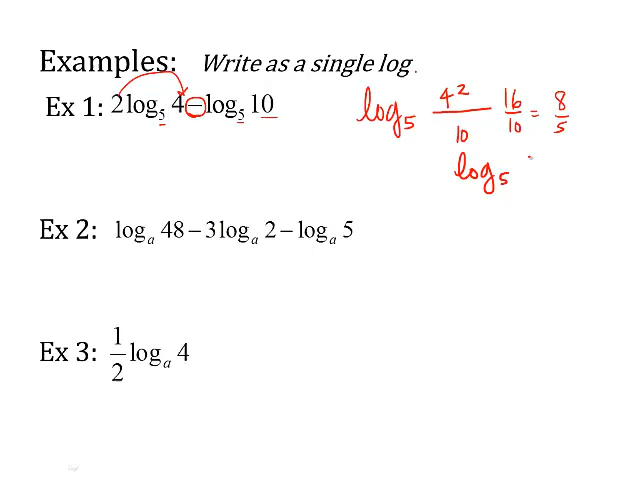 Examples: Write as a single log.
Ex 1: 2log₅ 4 − log₅ 10
log₅ 4²/10 16/10 = 8/5
log₅
Ex 2: logₐ 48 − 3logₐ 2 − logₐ 5
Ex 3: 1/2 logₐ 4